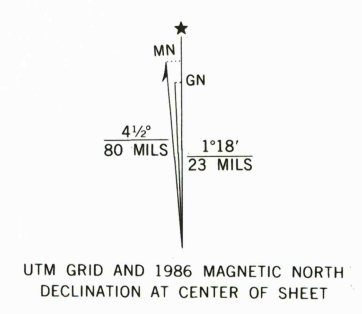 MN
GN
4½°
80 MILS
1°18′
23 MILS
UTM GRID AND 1986 MAGNETIC NORTH
DECLINATION AT CENTER OF SHEET